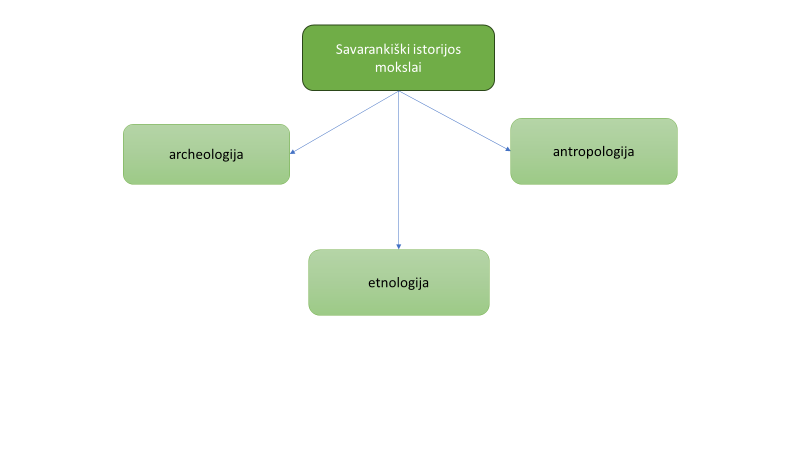 Savarankiški istorijos
mokslai
archeologija
antropologija
etnologija